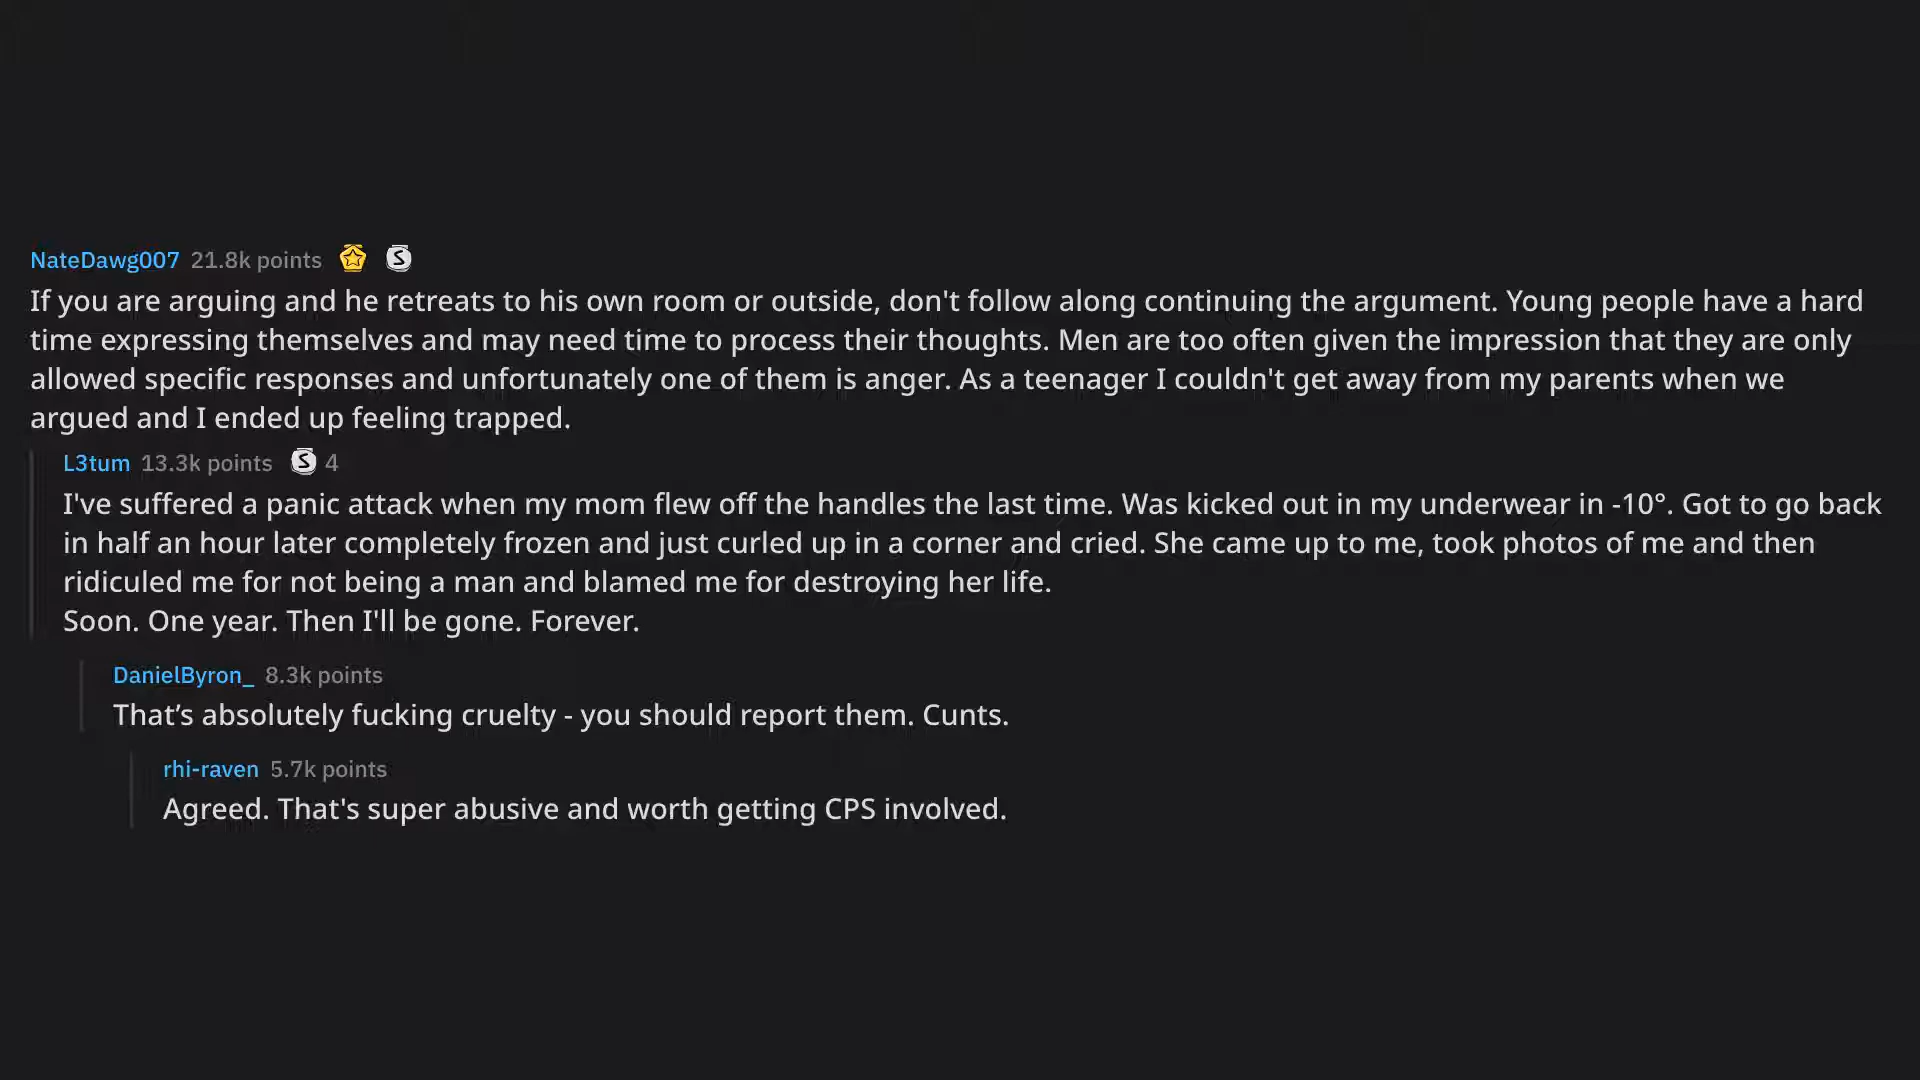 NateDawg007 21.8k points
If you are arguing and he retreats to his own room or outside, don't follow along continuing the argument. Young people have a hard
time expressing themselves and may need time to process their thoughts. Men are too often given the impression that they are only
allowed specific responses and unfortunately one of them is anger. As a teenager I couldn't get away from my parents when we
argued and I ended up feeling trapped.
L3tum 13.3k points S 4
I've suffered a panic attack when my mom flew off the handles the last time. Was kicked out in my underwear in -10°. Got to go back
in half an hour later completely frozen and just curled up in a corner and cried. She came up to me, took photos of me and then
ridiculed me for not being a man and blamed me for destroying her life.
Soon. One year. Then I'll be gone. Forever.
DanielByron_ 8.3k points
That’s absolutely fucking cruelty - you should report them. Cunts.
rhi-raven 5.7k points
Agreed. That's super abusive and worth getting CPS involved.